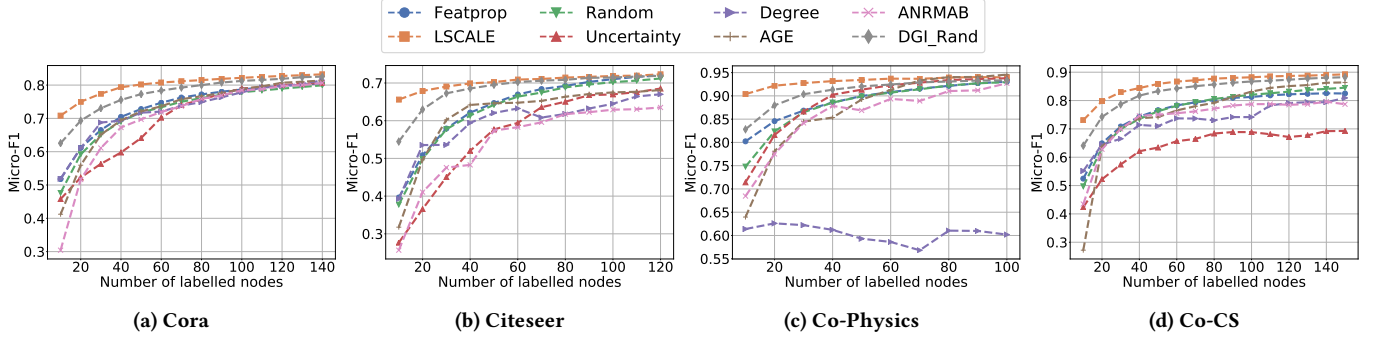 Featprop Random Degree ANRMAB
LSCALE Uncertainty AGE DGI_Rand
Micro-F1
0.8
0.7
0.6
0.5
0.4
0.3
20 40 60 80 100 120 140
Number of labelled nodes
(a) Cora
Micro-F1
0.7
0.6
0.5
0.4
0.3
20 40 60 80 100 120
Number of labelled nodes
(b) Citeseer
Micro-F1
0.95
0.90
0.85
0.80
0.75
0.70
0.65
0.60
0.55
20 40 60 80 100
Number of labelled nodes
(c) Co-Physics
Micro-F1
0.9
0.8
0.7
0.6
0.5
0.4
0.3
20 40 60 80 100 120 140
Number of labelled nodes
(d) Co-CS